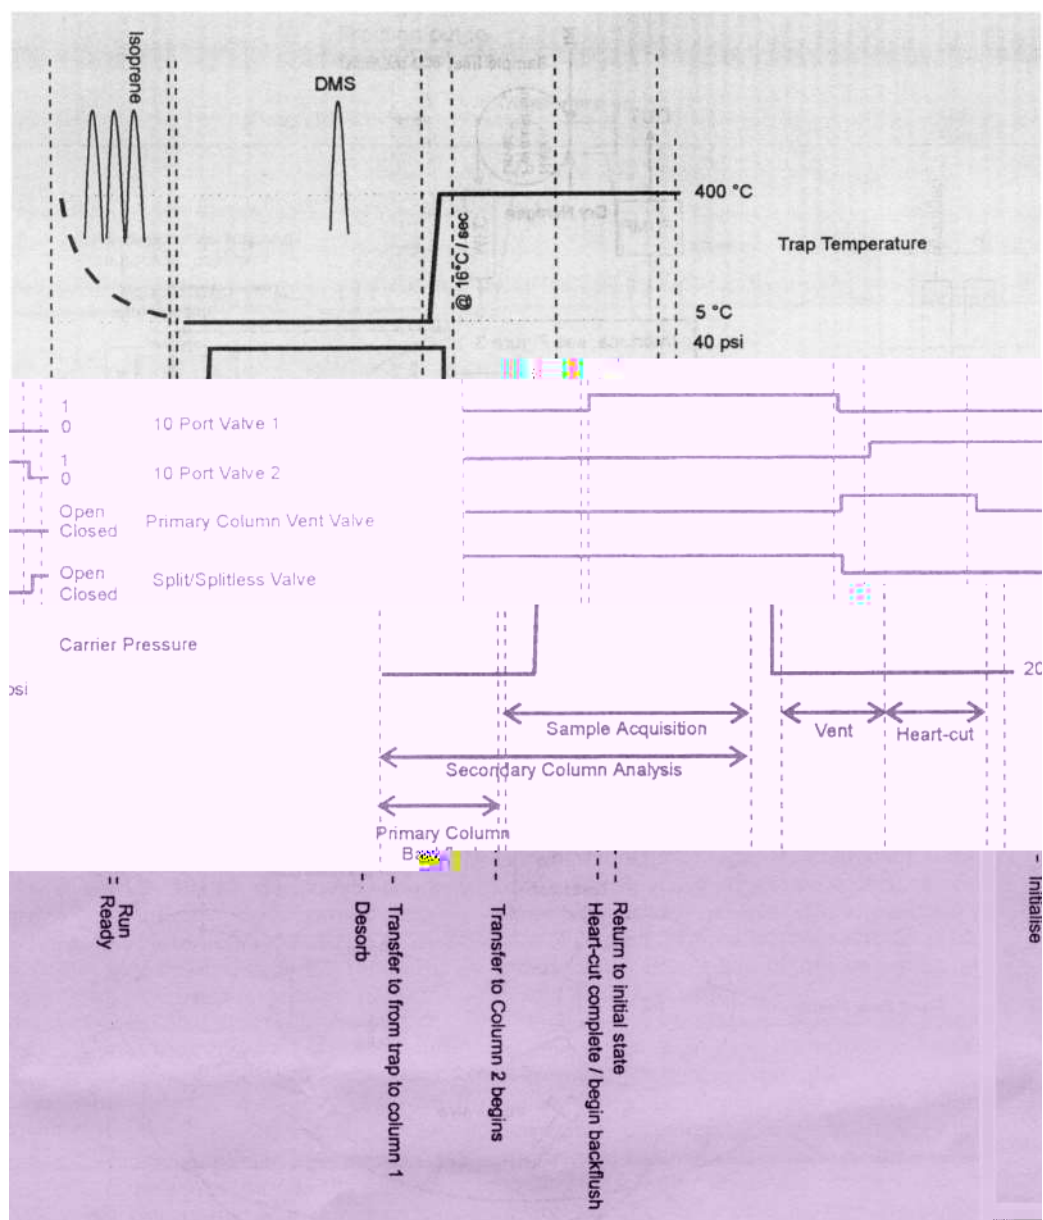 Isoprene
DMS
400 °C
@ 16°C / sec
Trap Temperature
5 °C
40 psi
1
0
10 Port Valve 1
1
0
10 Port Valve 2
Open
Closed
Primary Column Vent Valve
Open
Closed
Split/Splitless Valve
Carrier Pressure
20
psi
Sample Acquisition
Vent
Heart-cut
Secondary Column Analysis
Primary Column
- Initialise
Run
= Ready
- Desorb
- Transfer to from trap to column 1
- Transfer to Column 2 begins
- Heart-cut complete / begin backflush
- Return to initial state